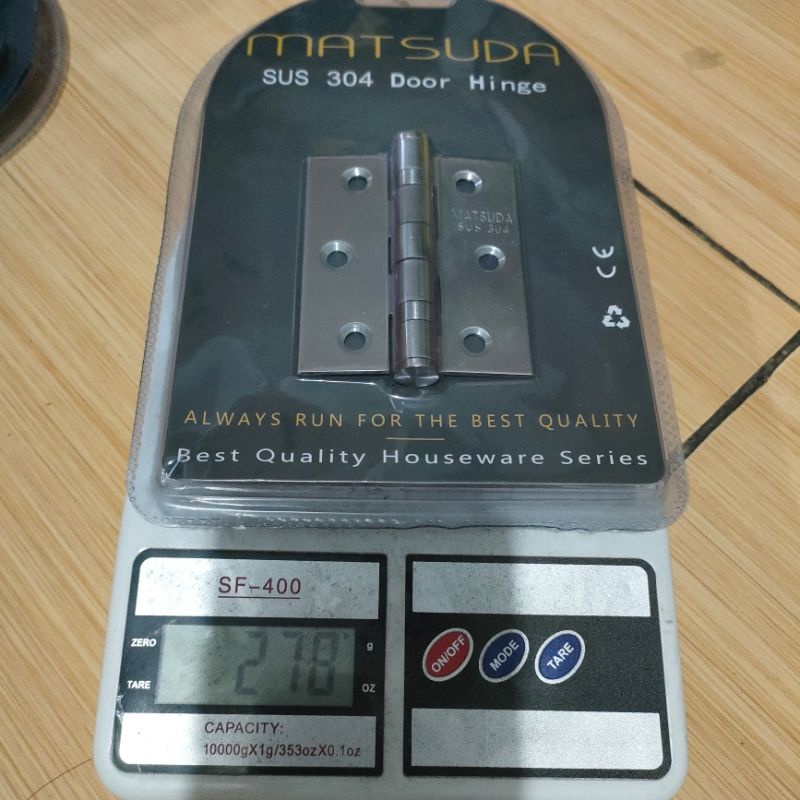 MATSUDA
SUS 304 Door Hinge
MATSUDA
SUS 304
CE
ALWAYS RUN FOR THE BEST QUALITY
Best Quality Houseware Series
SF-400
ZERO
g
278
TARE
OZ
CAPACITY:
10000gX1g/353ozX0.1oz
ON/OFF
MODE
TARE